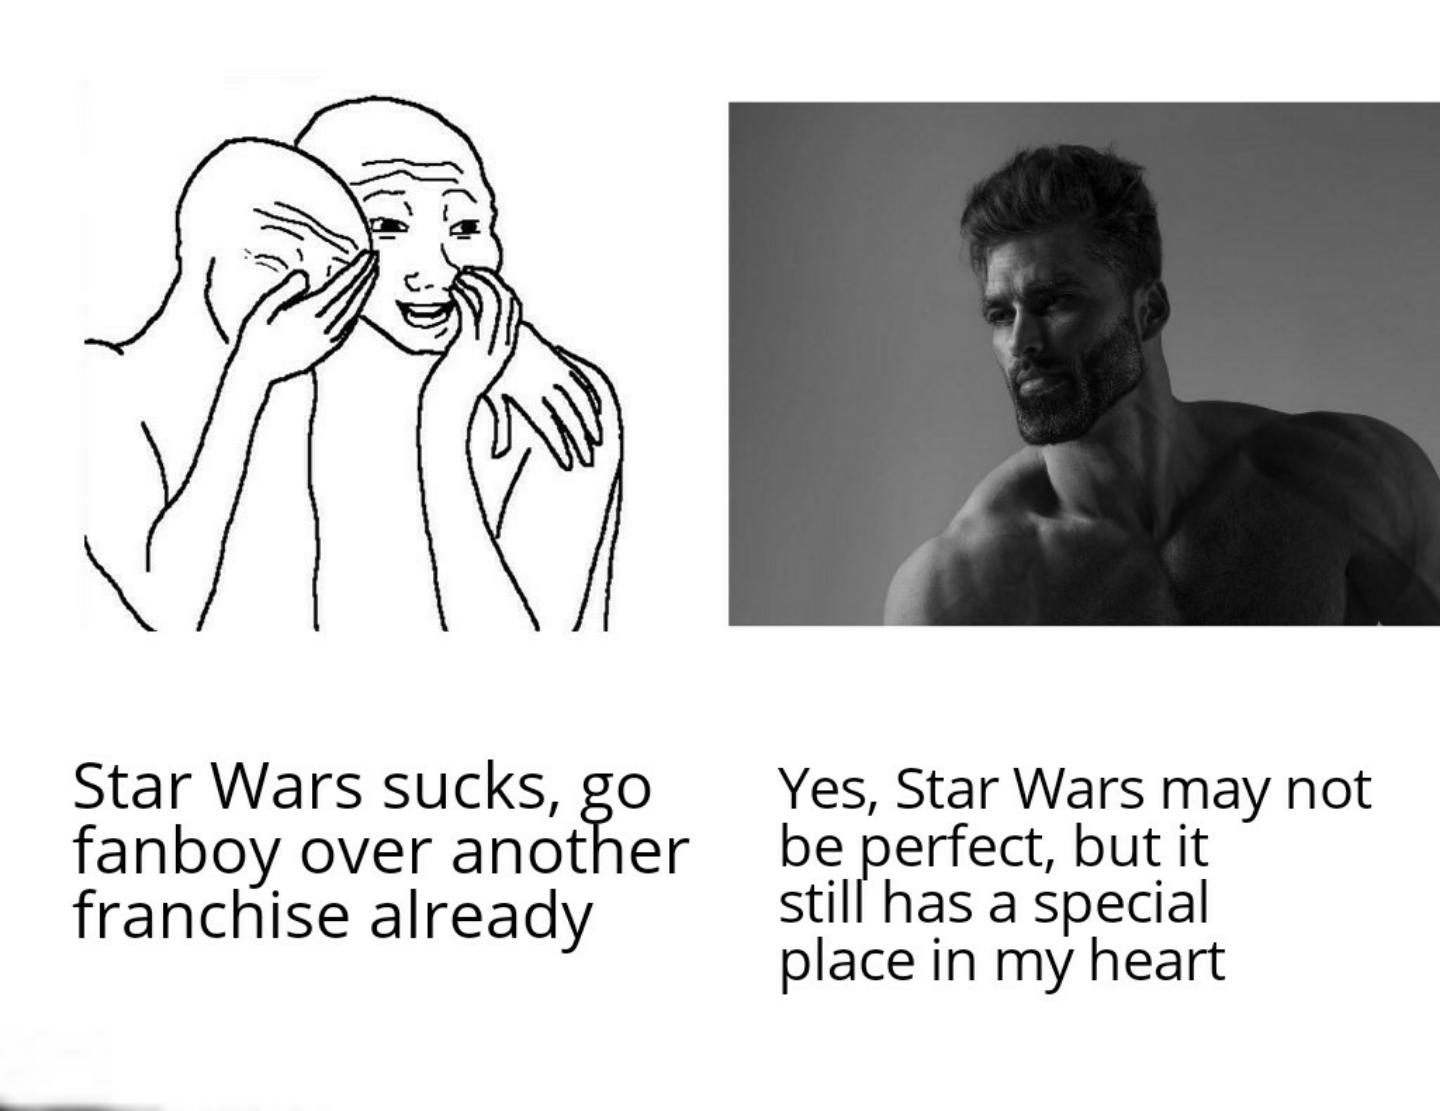 Star Wars sucks, go
fanboy over another
franchise already
Yes, Star Wars may not
be perfect, but it
still has a special
place in my heart